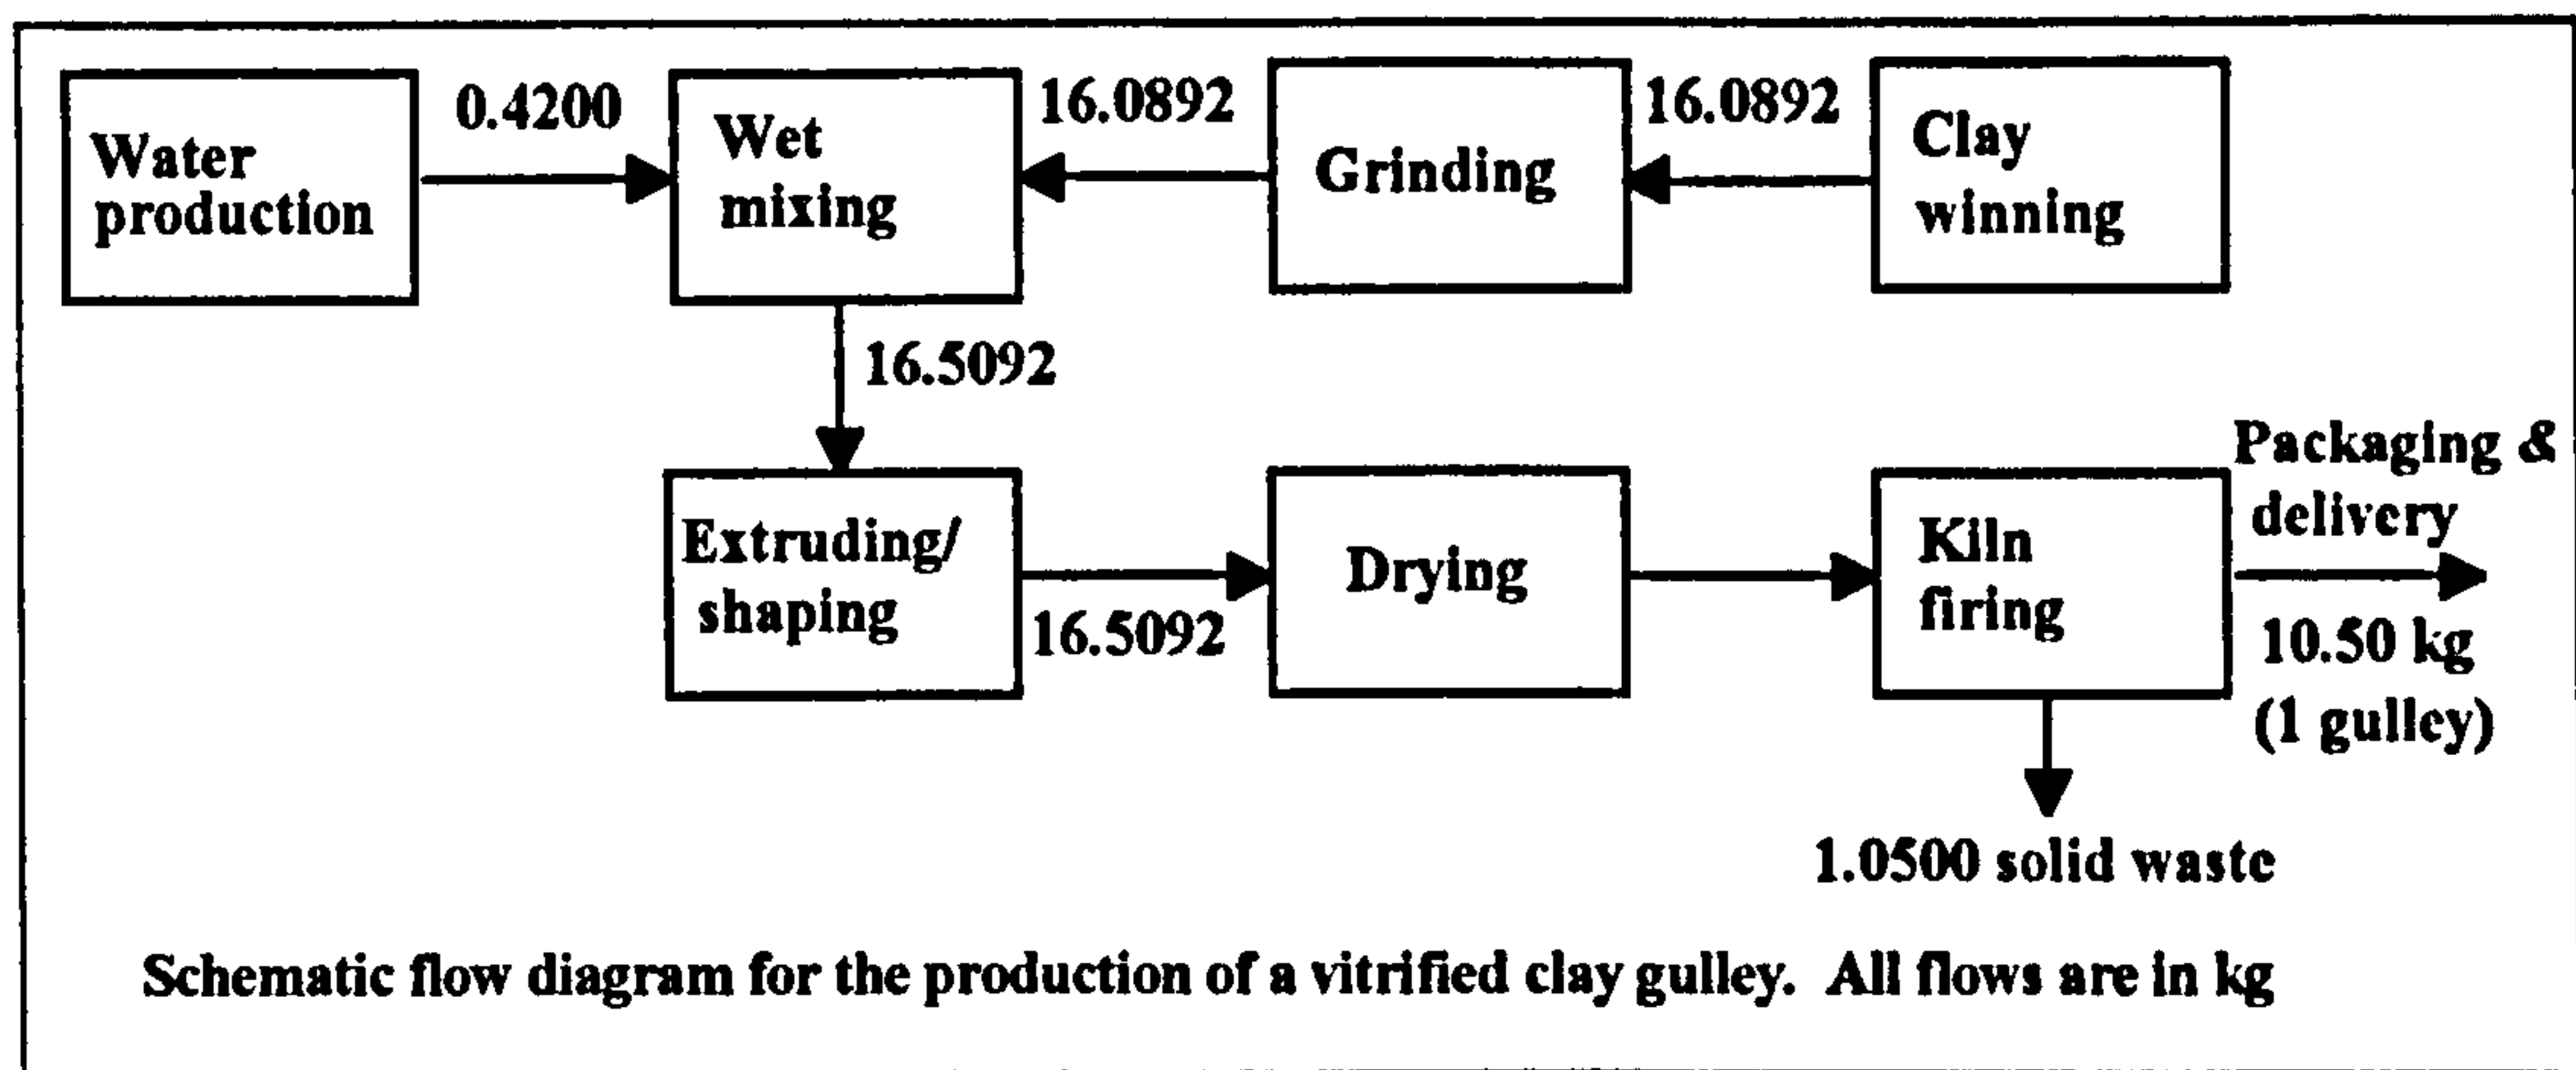 Water
production
0.4200
Wet
mixing
16.0892
Grinding
16.0892
Clay
winning
16.5092
Extruding/
shaping
16.5092
Drying
Kiln
firing
Packaging &
delivery
10.50 kg
(1 gulley)
1.0500 solid waste
Schematic flow diagram for the production of a vitrified clay gulley. All flows are in kg